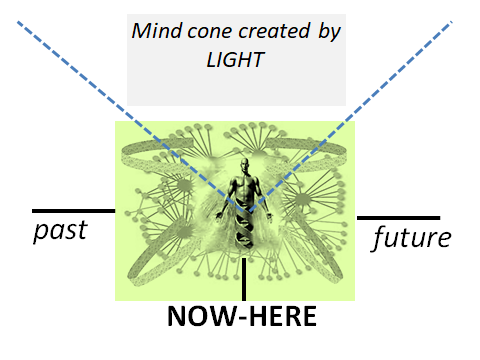 Mind cone created by
LIGHT
past
future
NOW-HERE